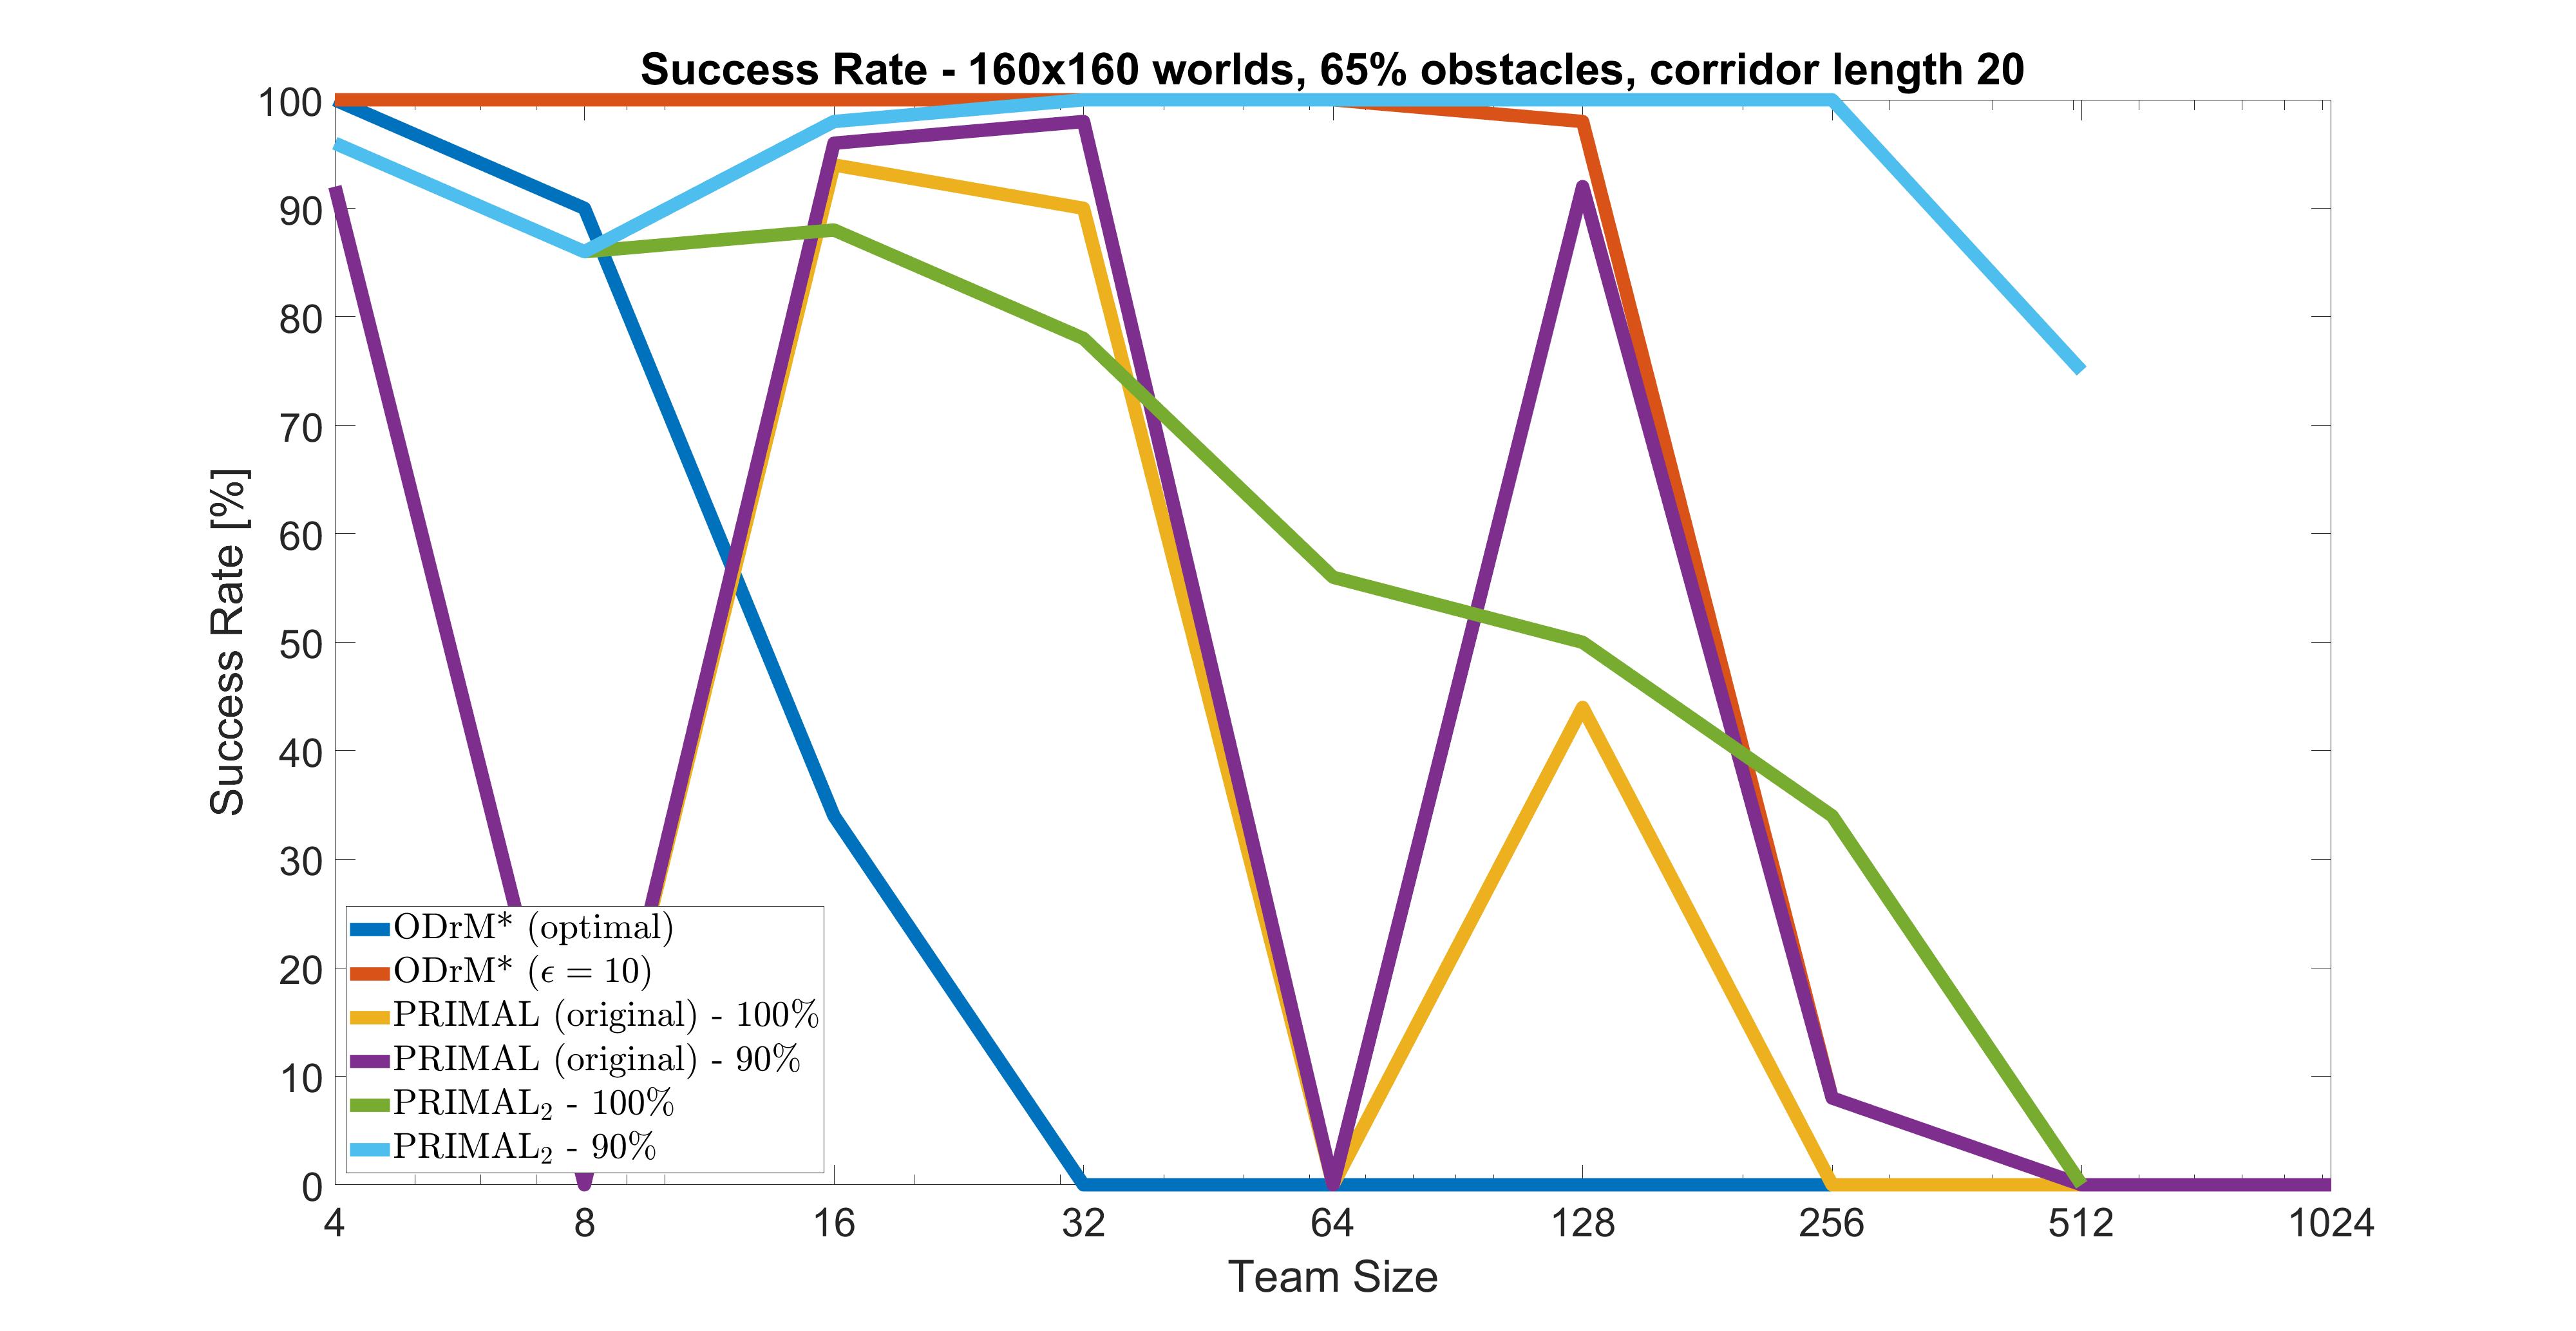 Success Rate - 160x160 worlds, 65% obstacles, corridor length 20
Success Rate [%]
100
90
80
70
60
50
40
30
20
10
0
ODrM* (optimal)
ODrM* (ϵ = 10)
PRIMAL (original) - 100%
PRIMAL (original) - 90%
PRIMAL₂ - 100%
PRIMAL₂ - 90%
4 8 16 32 64 128 256 512 1024
Team Size